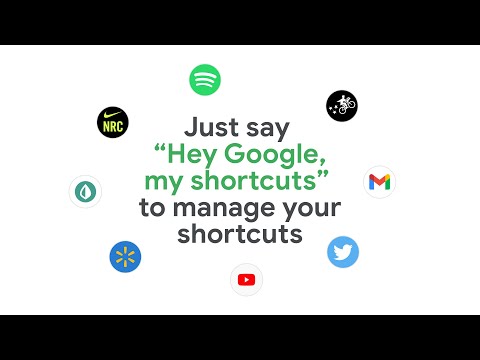 NRC
Just say
“Hey Google,
my shortcuts”
to manage your
shortcuts